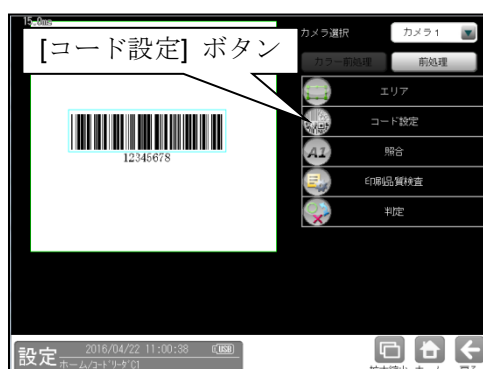 15.0ms
[コード設定] ボタン
カメラ選択
カメラ1
カラー前処理
前処理
エリア
コード設定
照合
印刷品質検査
判定
12345678
設定
2016/04/22 11:00:38
USB
ホーム/コードリーダC1